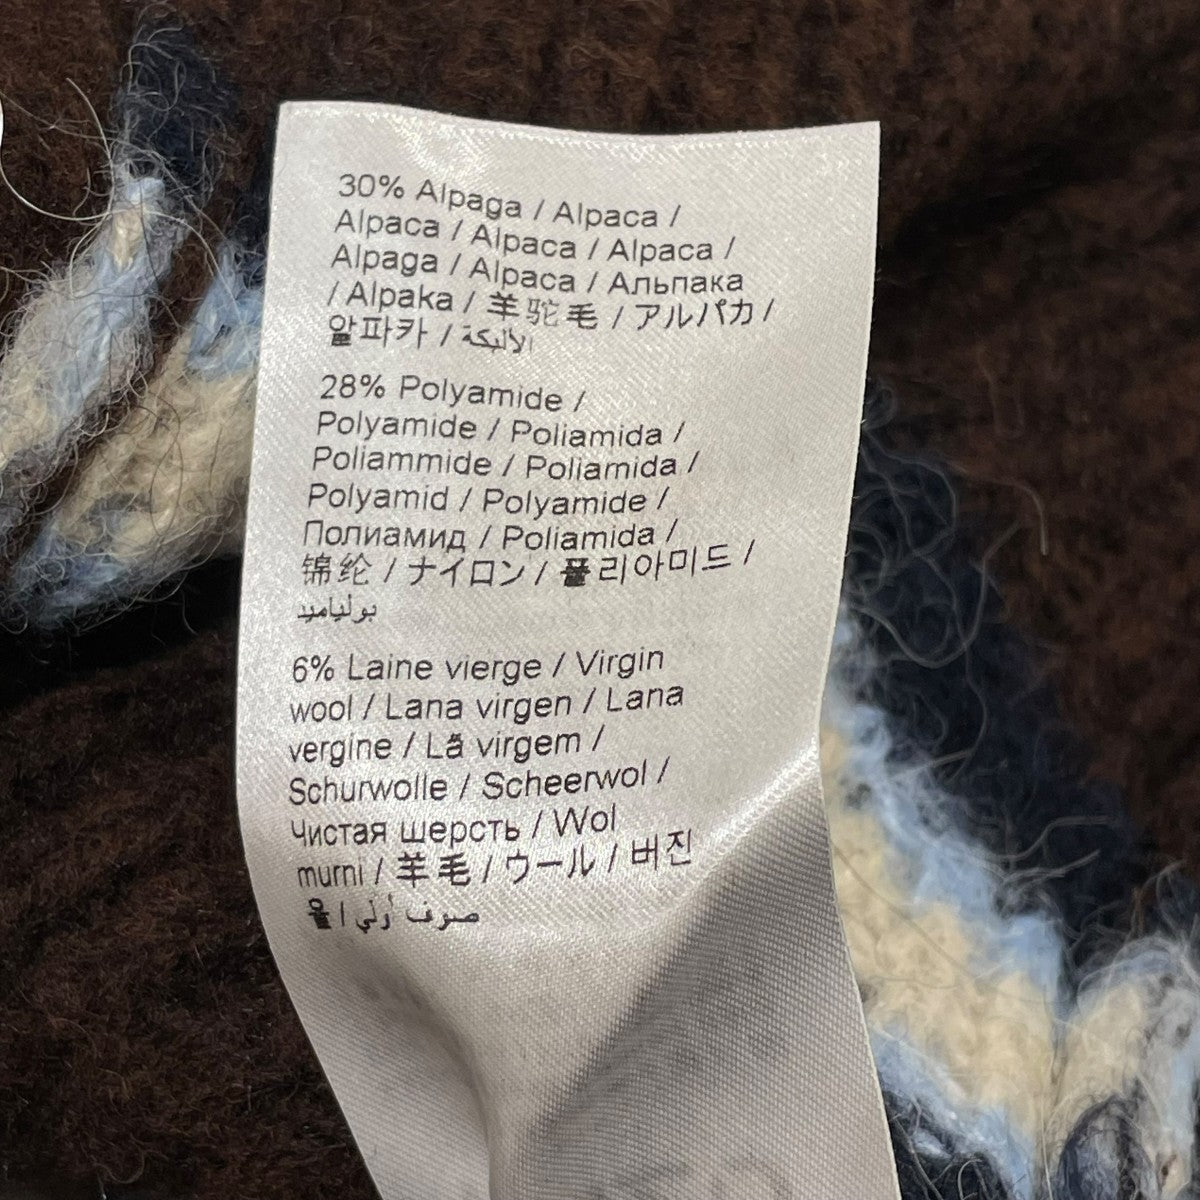 30% Alpaga / Alpaca /
Alpaca / Alpaca / Alpaca /
Alpaga / Alpaca / Альпака
/ Alpaka / 羊驼毛 / アルパカ /
알파카 / الألبكة
28% Polyamide /
Polyamide / Poliamida /
Poliammide / Poliamida /
Polyamid / Polyamide /
Полиамид / Poliamida /
锦纶 / ナイロン / 폴리아미드 /
بولياميد
6% Laine vierge / Virgin
wool / Lana virgen / Lana
vergine / Lã virgem /
Schurwolle / Scheerwol /
Чистая шерсть / Wol
murni / 羊毛 / ウール / 버진
울 / صوف أولي